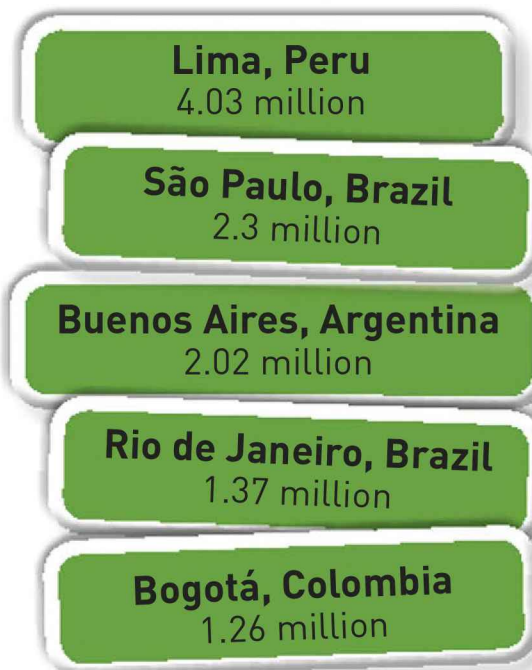 Lima, Peru
4.03 million
São Paulo, Brazil
2.3 million
Buenos Aires, Argentina
2.02 million
Rio de Janeiro, Brazil
1.37 million
Bogotá, Colombia
1.26 million